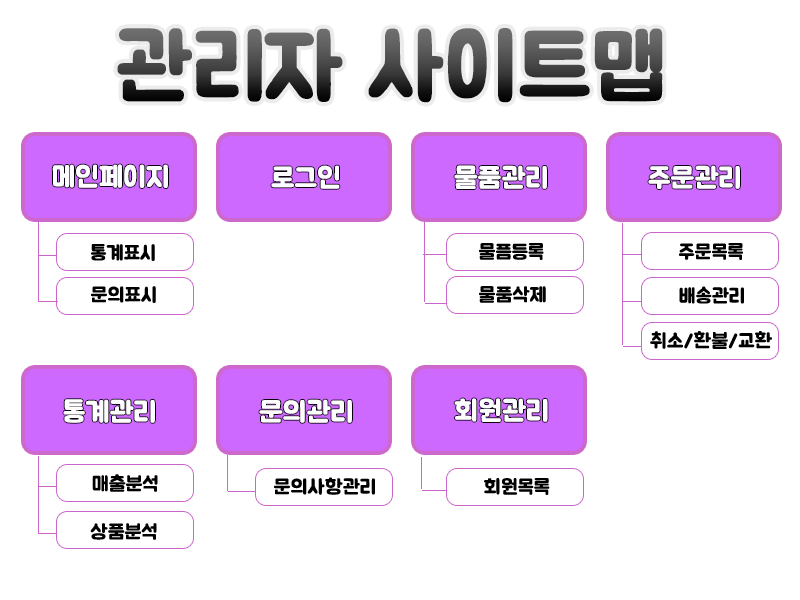 관리자 사이트맵
메인페이지
통계표시
문의표시
로그인
물품관리
물픔등록
물품삭제
주문관리
주문목록
배송관리
취소/환불/교환
통계관리
매출분석
상품분석
문의관리
문의사항관리
회원관리
회원목록